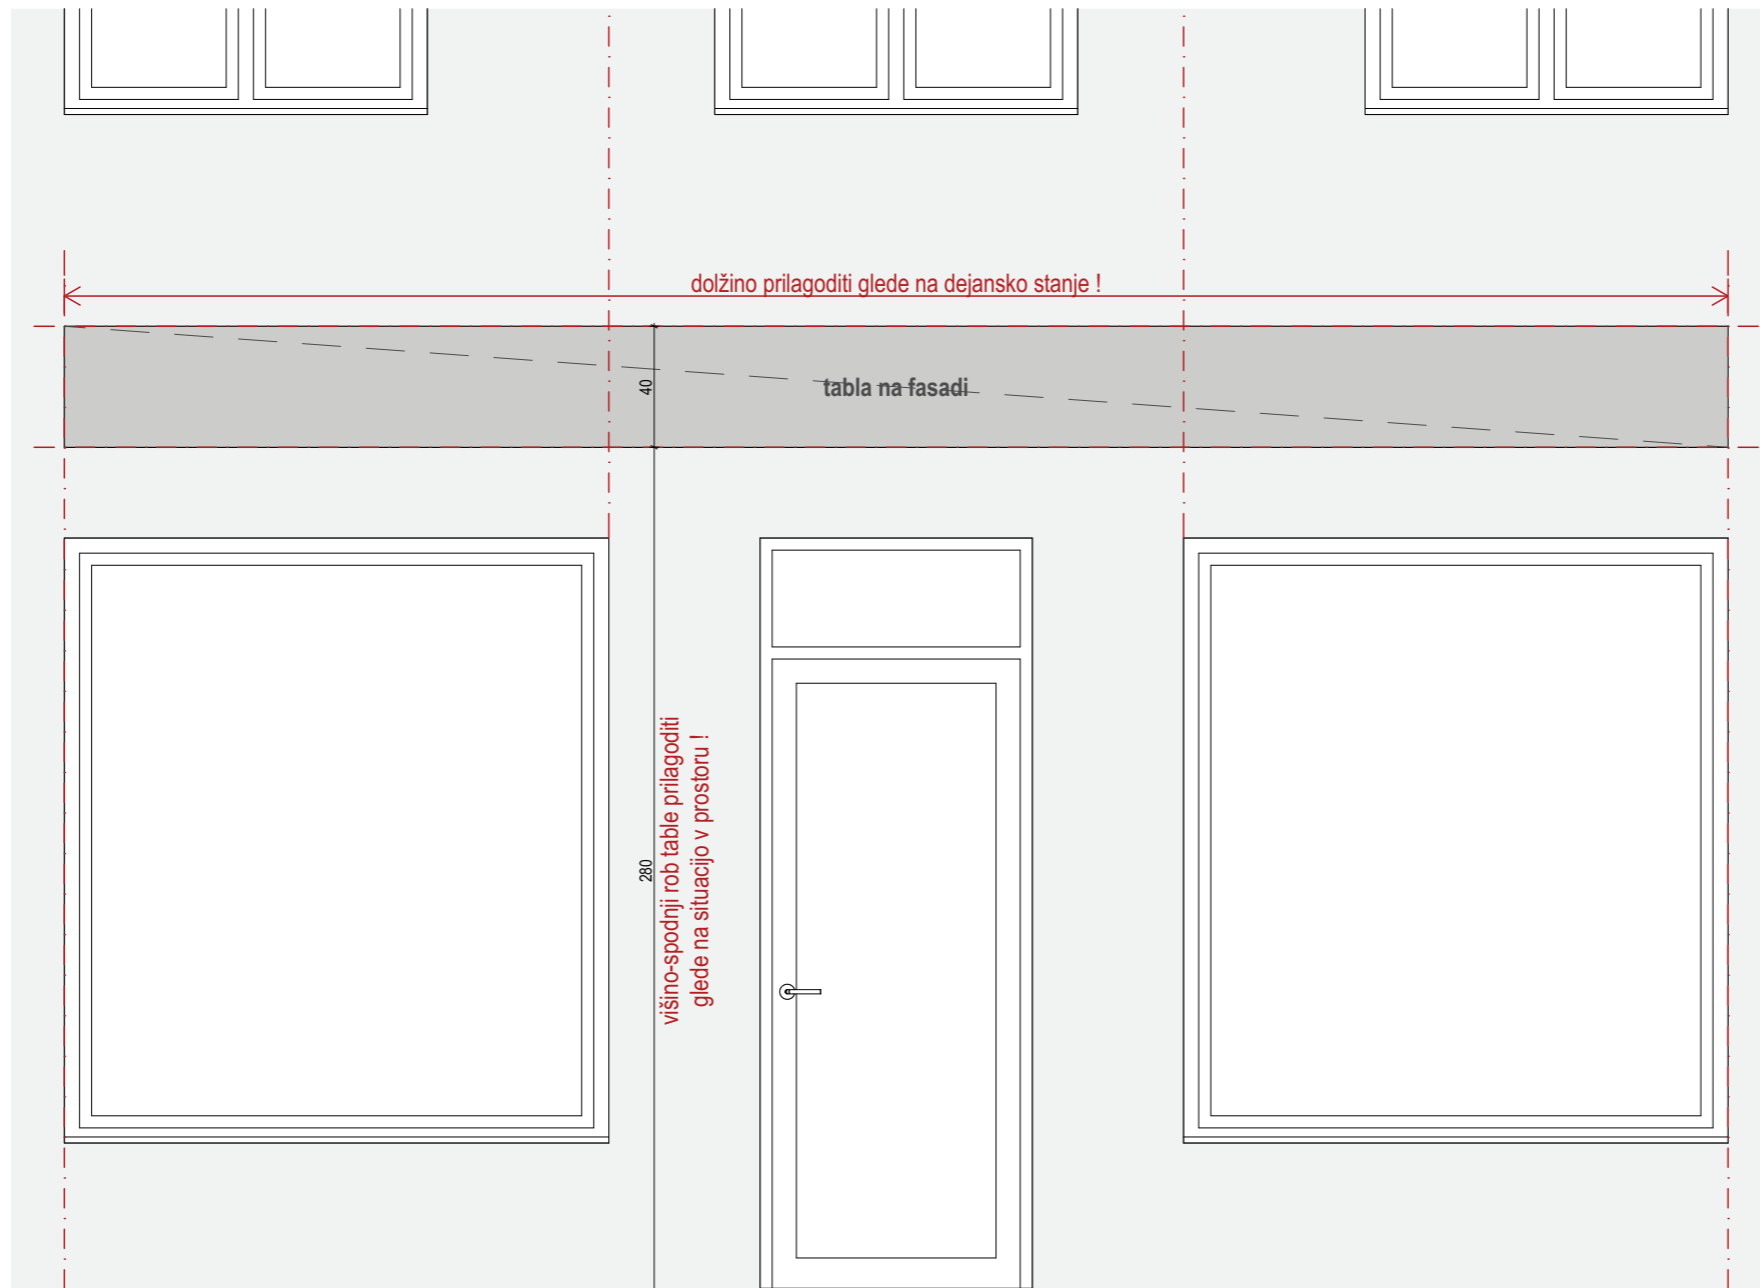 dolžino prilagoditi glede na dejansko stanje !
40
tabla na fasadi
280
višino-spodnji rob table prilagoditi
glede na situacijo v prostoru !